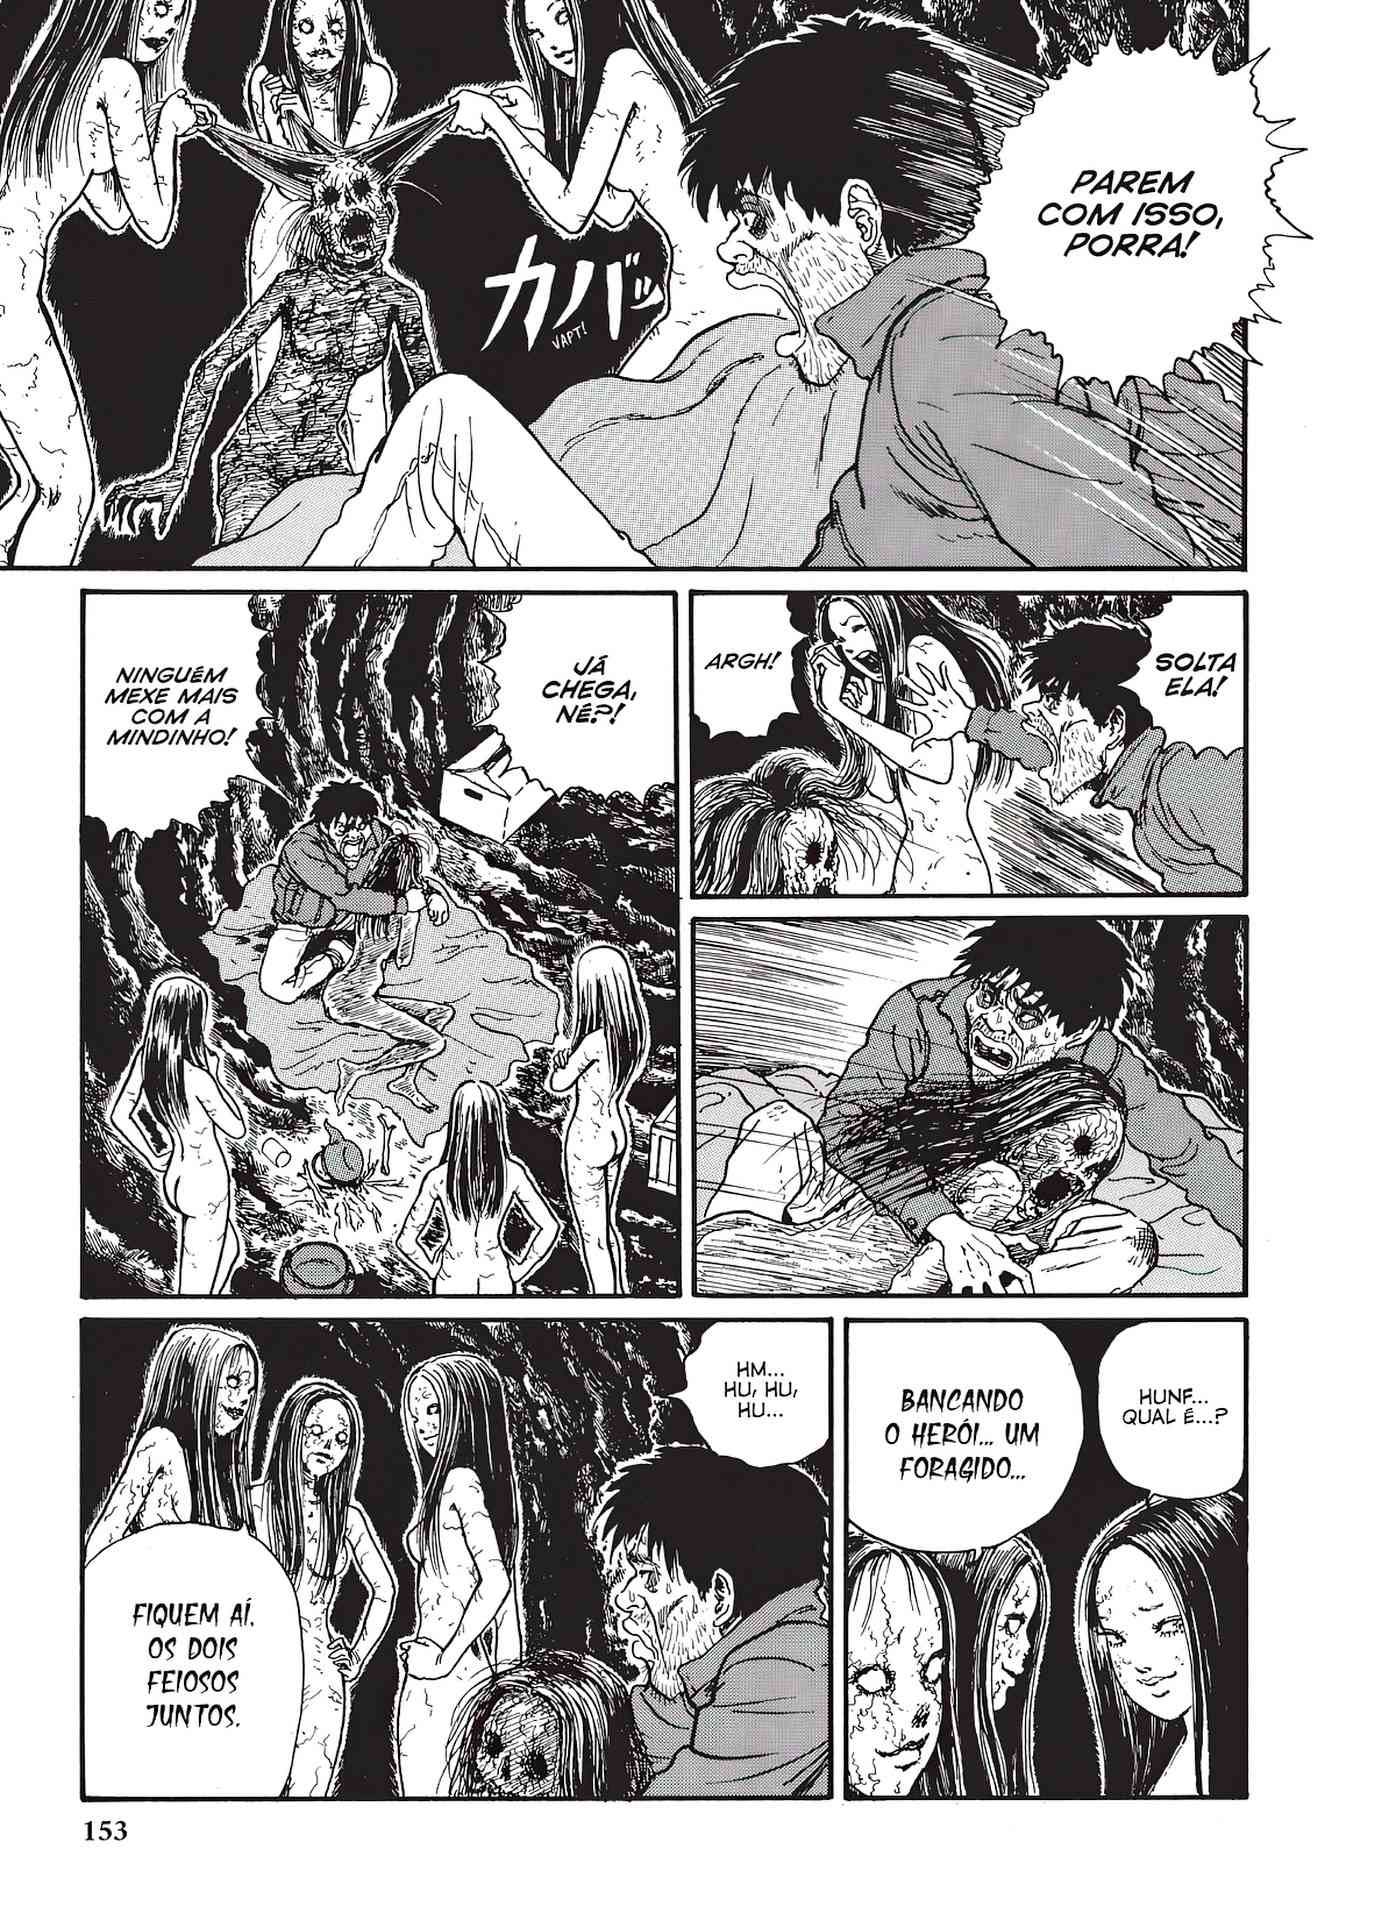 PAREM
COM ISSO,
PORRA!
カバッ
VAPT!
SOLTA
ELA!
ARGH!
JÁ
CHEGA,
NÉ?!
NINGUÉM
MEXE MAIS
COM A
MINDINHO!
HUNF...
QUAL É...?
BANCANDO
O HERÓI... UM
FORAGIDO...
HM...
HU, HU,
HU...
FIQUEM AÍ.
OS DOIS
FEIOSOS
JUNTOS.
153